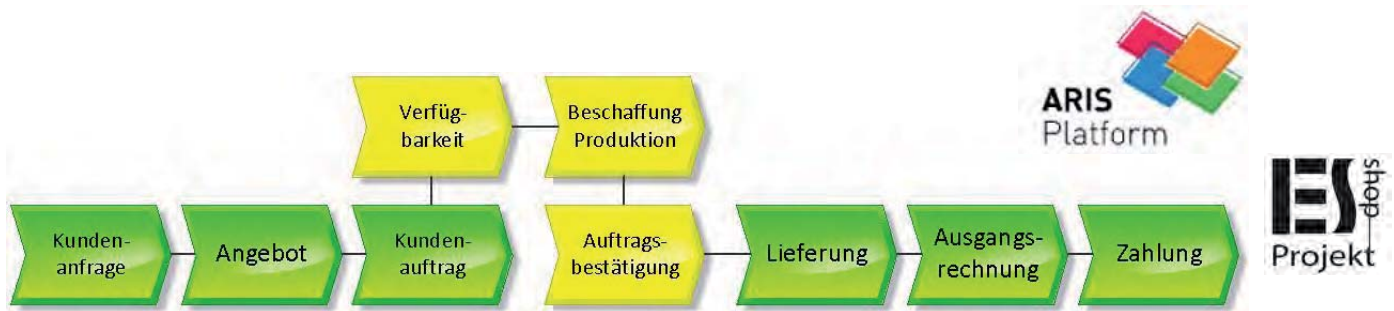 Verfüg-
barkeit
Beschaffung
Produktion
Kunden-
anfrage
Angebot
Kunden-
auftrag
Auftrags-
bestätigung
Lieferung
Ausgangs-
rechnung
Zahlung
ARIS
Platform
ES
shop
Projekt